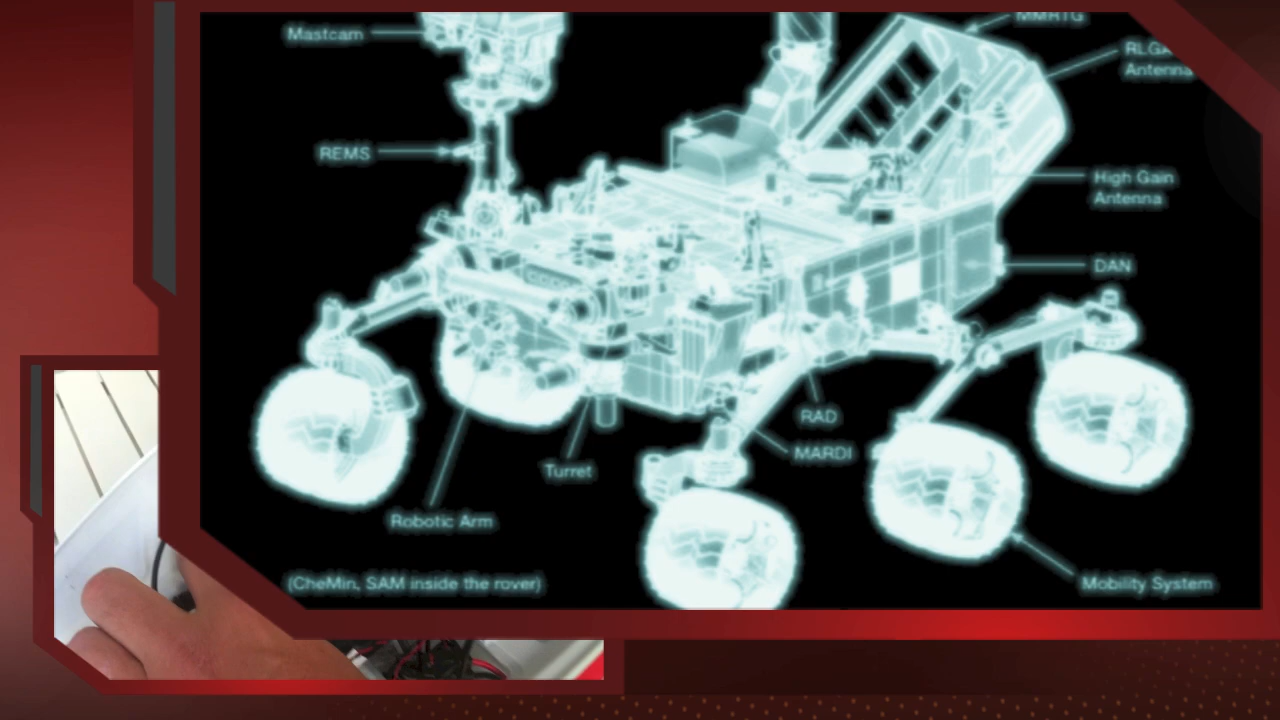 Mastcam
MMRTG
RLGA
Antenna
REMS
High Gain
Antenna
DAN
RAD
MARDI
Turret
Robotic Arm
(CheMin, SAM inside the rover)
Mobility System